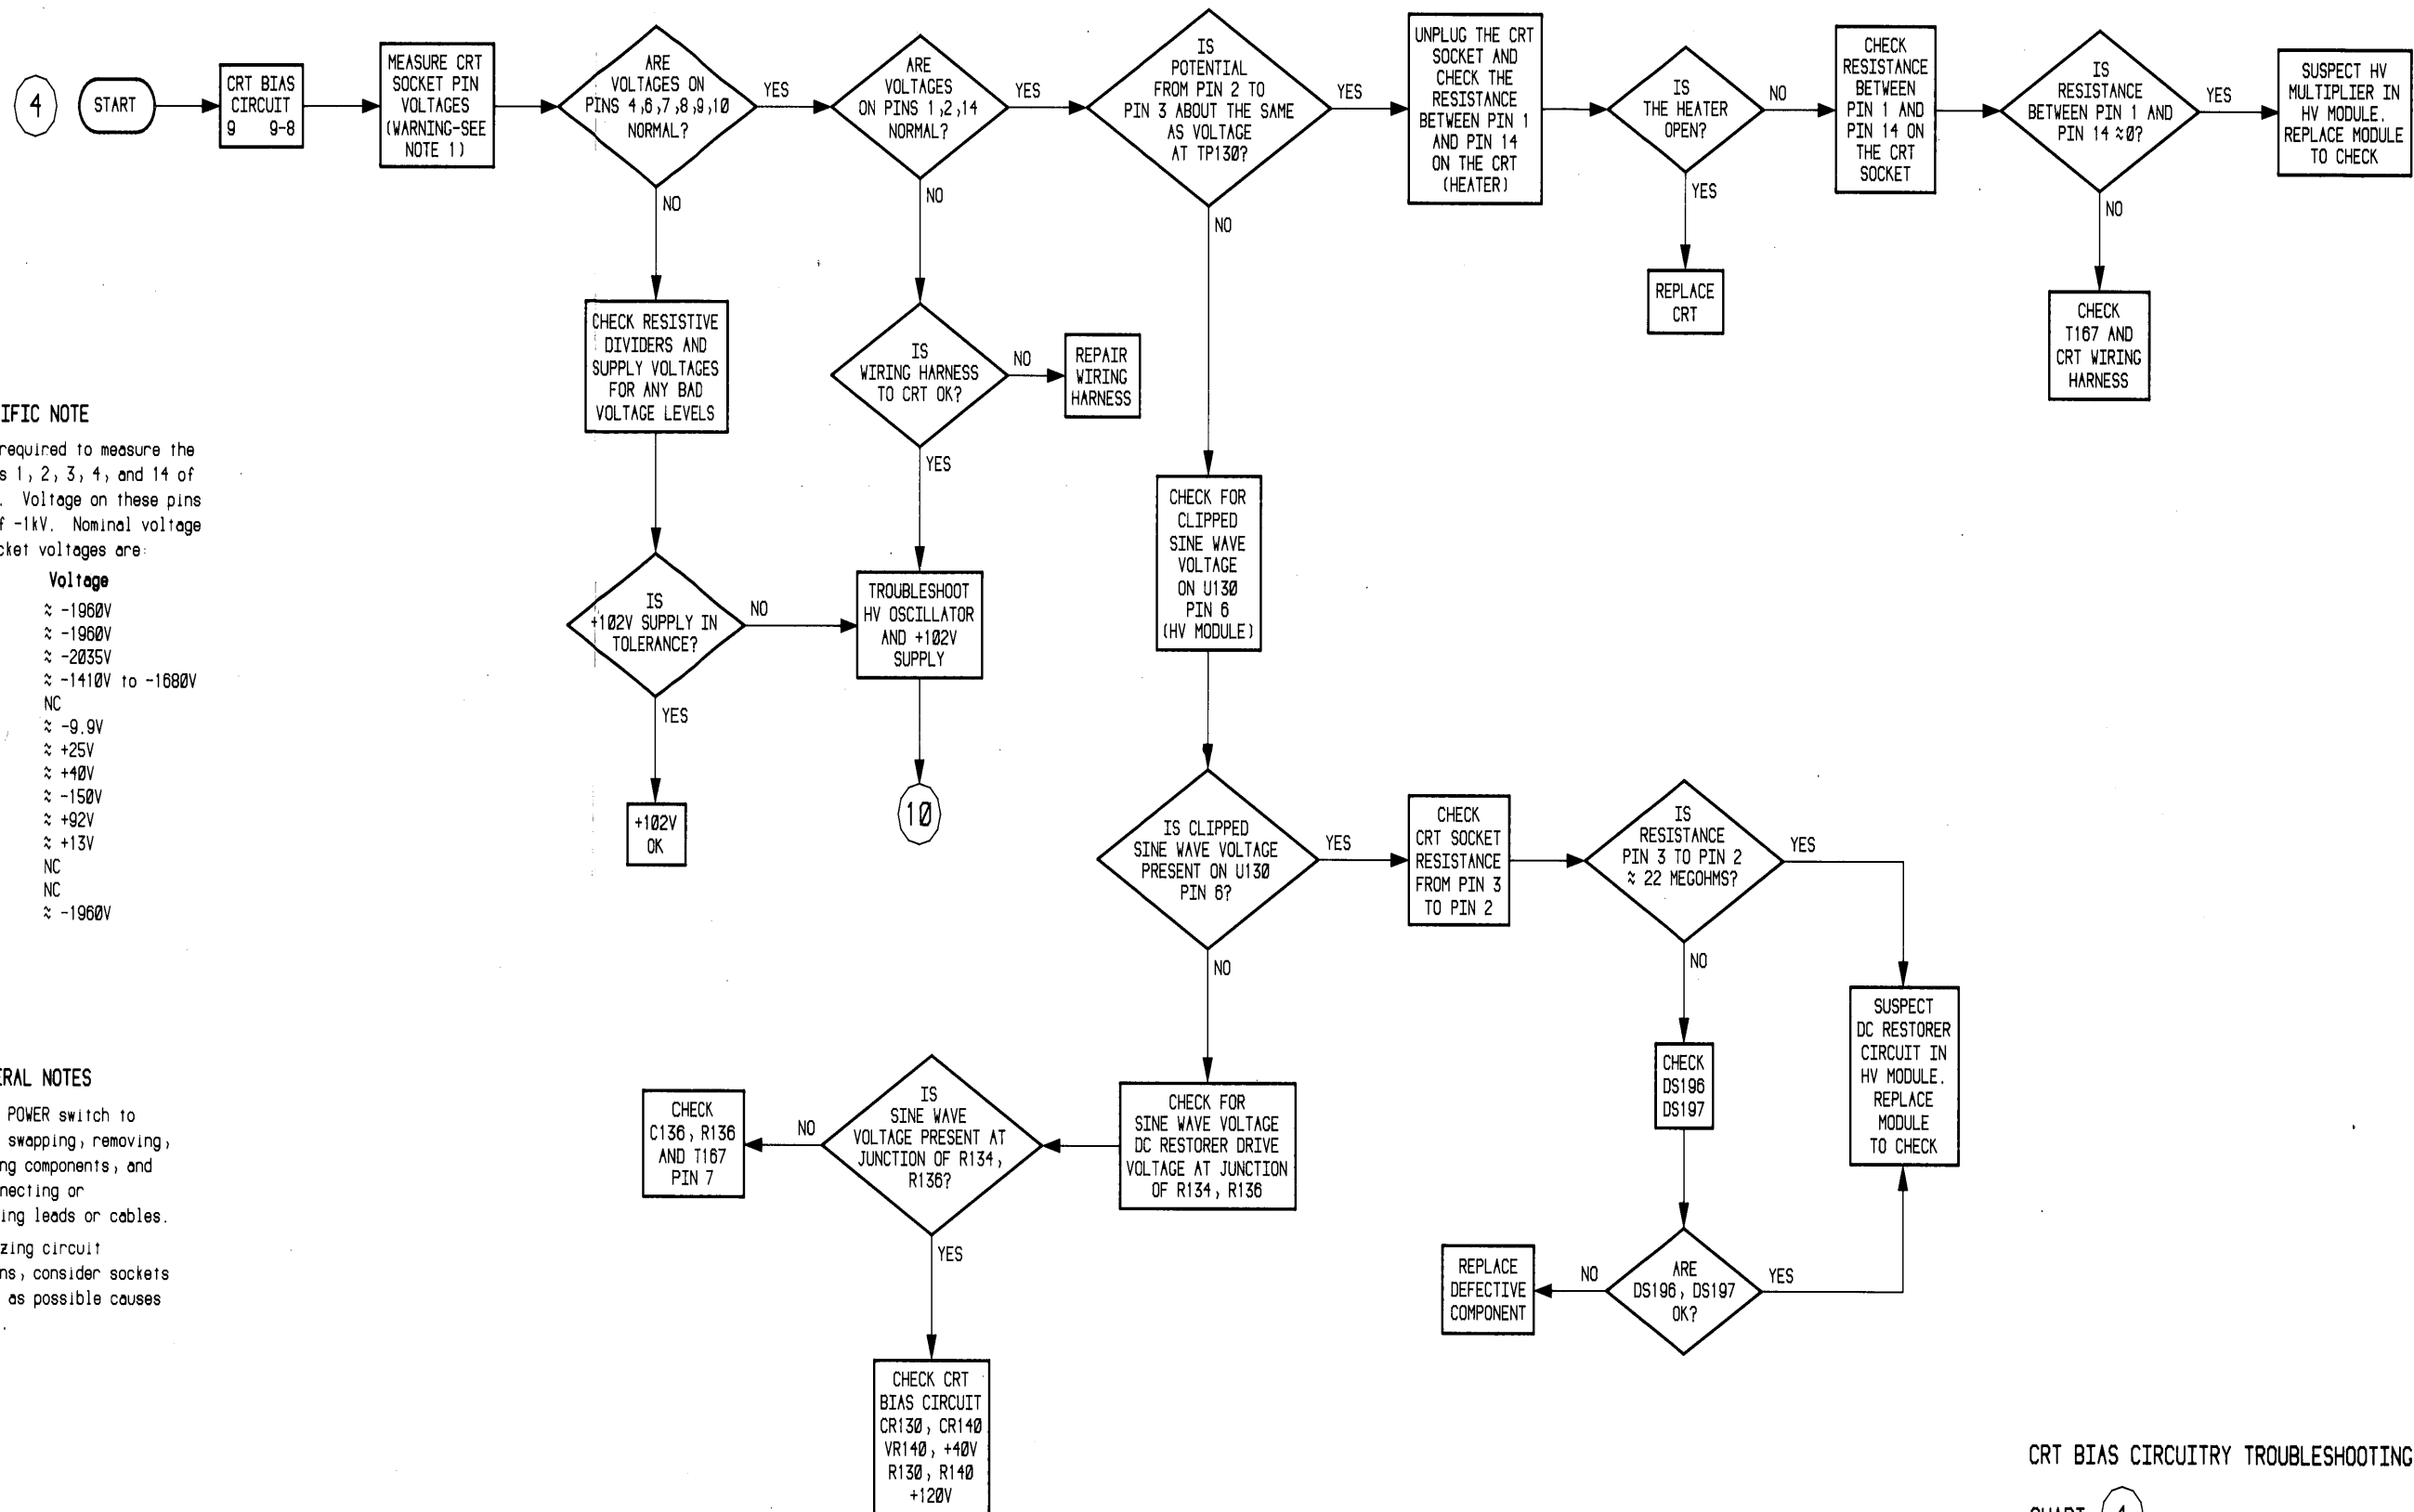 4
START
CRT BIAS
CIRCUIT
9 9-8
MEASURE CRT
SOCKET PIN
VOLTAGES
(WARNING-SEE
NOTE 1)
ARE
VOLTAGES ON
PINS 4,6,7,8,9,10
NORMAL?
YES
NO
ARE
VOLTAGES
ON PINS 1,2,14
NORMAL?
YES
NO
IS
POTENTIAL
FROM PIN 2 TO
PIN 3 ABOUT THE SAME
AS VOLTAGE
AT TP130?
YES
NO
UNPLUG THE CRT
SOCKET AND
CHECK THE
RESISTANCE
BETWEEN PIN 1
AND PIN 14
ON THE CRT
(HEATER)
IS
THE HEATER
OPEN?
NO
YES
REPLACE
CRT
CHECK
RESISTANCE
BETWEEN
PIN 1 AND
PIN 14 ON
THE CRT
SOCKET
IS
RESISTANCE
BETWEEN PIN 1 AND
PIN 14 ≈0?
YES
NO
SUSPECT HV
MULTIPLIER IN
HV MODULE.
REPLACE MODULE
TO CHECK
CHECK
T167 AND
CRT WIRING
HARNESS
CHECK RESISTIVE
DIVIDERS AND
SUPPLY VOLTAGES
FOR ANY BAD
VOLTAGE LEVELS
IS
WIRING HARNESS
TO CRT OK?
NO
YES
REPAIR
WIRING
HARNESS
IFIC NOTE
required to measure the
s 1, 2, 3, 4, and 14 of
. Voltage on these pins
f -1kV. Nominal voltage
cket voltages are:
Voltage
≈ -1960V
≈ -1960V
≈ -2035V
≈ -1410V to -1680V
NC
≈ -9.9V
≈ +25V
≈ +40V
≈ -150V
≈ +92V
≈ +13V
NC
NC
≈ -1960V
IS
+102V SUPPLY IN
TOLERANCE?
NO
YES
+102V
OK
TROUBLESHOOT
HV OSCILLATOR
AND +102V
SUPPLY
10
CHECK FOR
CLIPPED
SINE WAVE
VOLTAGE
ON U130
PIN 6
(HV MODULE)
IS CLIPPED
SINE WAVE VOLTAGE
PRESENT ON U130
PIN 6?
YES
NO
CHECK
CRT SOCKET
RESISTANCE
FROM PIN 3
TO PIN 2
IS
RESISTANCE
PIN 3 TO PIN 2
≈ 22 MEGOHMS?
YES
NO
CHECK
DS196
DS197
SUSPECT
DC RESTORER
CIRCUIT IN
HV MODULE.
REPLACE
MODULE
TO CHECK
ARE
DS196, DS197
OK?
NO
YES
REPLACE
DEFECTIVE
COMPONENT
CHECK FOR
SINE WAVE VOLTAGE
DC RESTORER DRIVE
VOLTAGE AT JUNCTION
OF R134, R136
IS
SINE WAVE
VOLTAGE PRESENT AT
JUNCTION OF R134,
R136?
NO
YES
CHECK
C136, R136
AND T167
PIN 7
CHECK CRT
BIAS CIRCUIT
CR130, CR140
VR140, +40V
R130, R140
+120V
ERAL NOTES
POWER switch to
swapping, removing,
ng components, and
necting or
ing leads or cables.
zing circuit
ns, consider sockets
as possible causes
.
CRT BIAS CIRCUITRY TROUBLESHOOTING